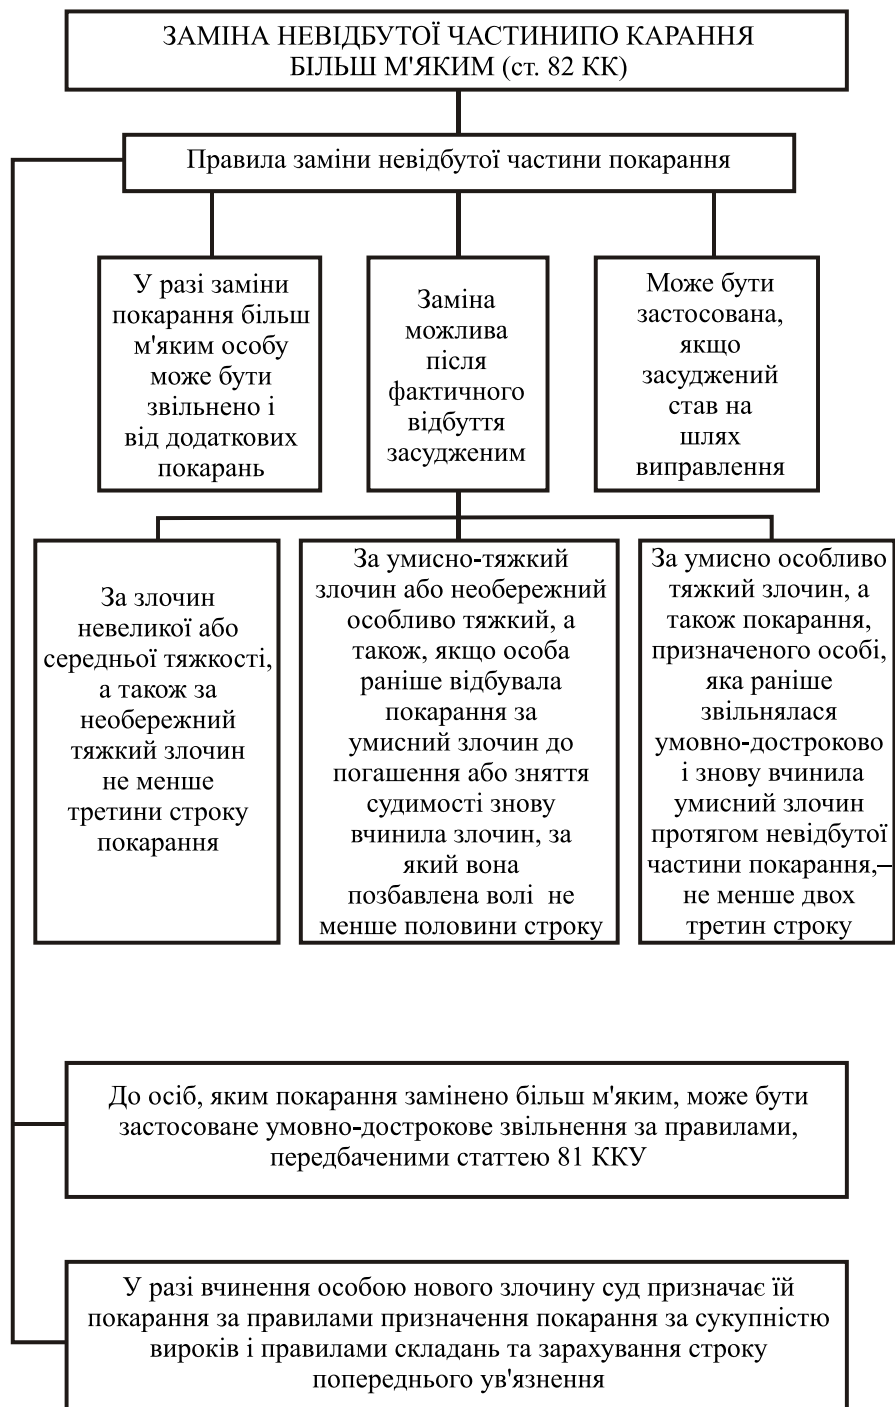 ЗАМІНА НЕВІДБУТОЇ ЧАСТИНИПО КАРАННЯ
БІЛЬШ М'ЯКИМ (ст. 82 КК)
Правила заміни невідбутої частини покарання
У разі заміни
покарання більш
м'яким особу
може бути
звільнено і
від додаткових
покарань
Заміна
можлива
після
фактичного
відбуття
засудженим
Може бути
застосована,
якщо
засуджений
став на
шлях
виправлення
За злочин
невеликої або
середньої тяжкості,
а також за
необережний
тяжкий злочин
не менше
третини строку
покарання
За умисно-тяжкий
злочин або необережний
особливо тяжкий, а
також, якщо особа
раніше відбувала
покарання за
умисний злочин до
погашення або зняття
судимості знову
вчинила злочин, за
який вона
позбавлена волі не
менше половини строку
За умисно особливо
тяжкий злочин, а
також покарання,
призначеного особі,
яка раніше
звільнялася
умовно-достроково
і знову вчинила
умисний злочин
протягом невідбутої
частини покарання,–
не менше двох
третин строку
До осіб, яким покарання замінено більш м'яким, може бути
застосоване умовно-дострокове звільнення за правилами,
передбаченими статтею 81 ККУ
У разі вчинення особою нового злочину суд призначає їй
покарання за правилами призначення покарання за сукупністю
вироків і правилами складань та зарахування строку
попереднього ув'язнення